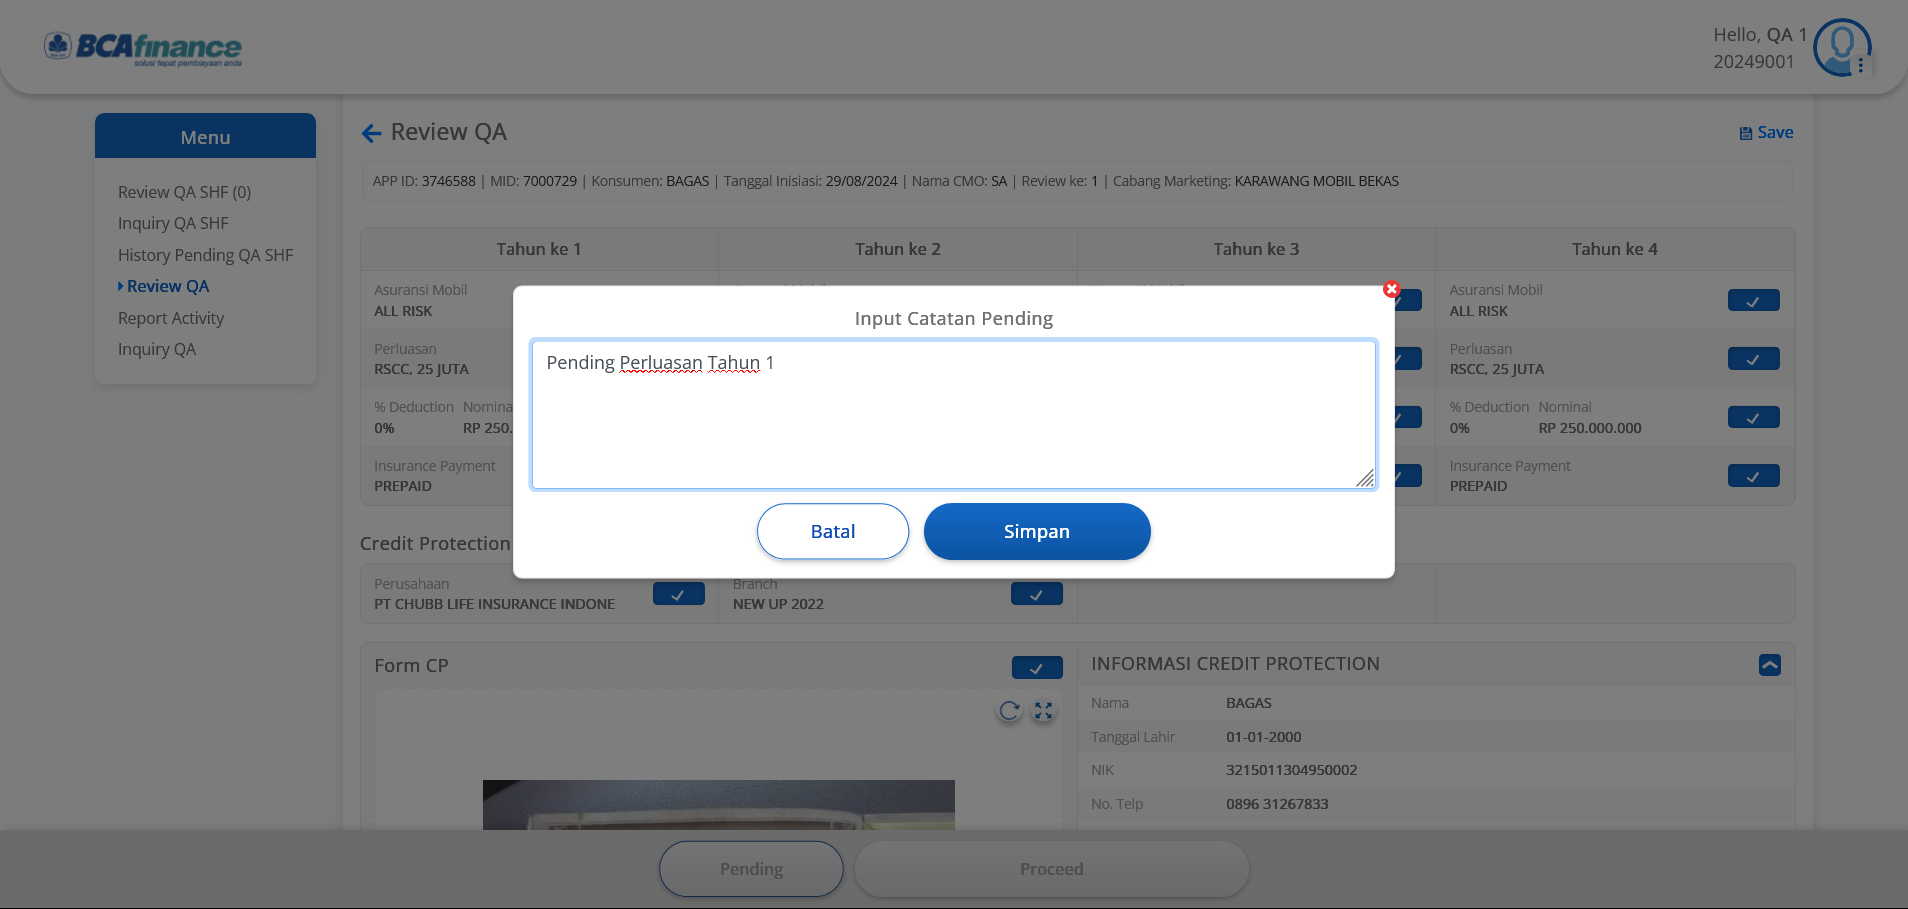 BCAfinance
solusi tepat pembiayaan anda
Hello, QA 1
20249001
Menu
Review QA SHF (0)
Inquiry QA SHF
History Pending QA SHF
Review QA
Report Activity
Inquiry QA
Review QA
Save
APP ID: 3746588 | MID: 7000729 | Konsumen: BAGAS | Tanggal Inisiasi: 29/08/2024 | Nama CMO: SA | Review ke: 1 | Cabang Marketing: KARAWANG MOBIL BEKAS
Tahun ke 1 Tahun ke 2 Tahun ke 3 Tahun ke 4
Asuransi Mobil
ALL RISK
Perluasan
RSCC, 25 JUTA
% Deduction Nomina
0% RP 250.
Insurance Payment
PREPAID
Asuransi Mobil
ALL RISK
Perluasan
RSCC, 25 JUTA
% Deduction Nominal
0% RP 250.000.000
Insurance Payment
PREPAID
Input Catatan Pending
Pending Perluasan Tahun 1
Batal
Simpan
Credit Protection
Perusahaan
PT CHUBB LIFE INSURANCE INDONE
Branch
NEW UP 2022
Form CP
INFORMASI CREDIT PROTECTION
Nama BAGAS
Tanggal Lahir 01-01-2000
NIK 3215011304950002
No. Telp 0896 31267833
Pending
Proceed